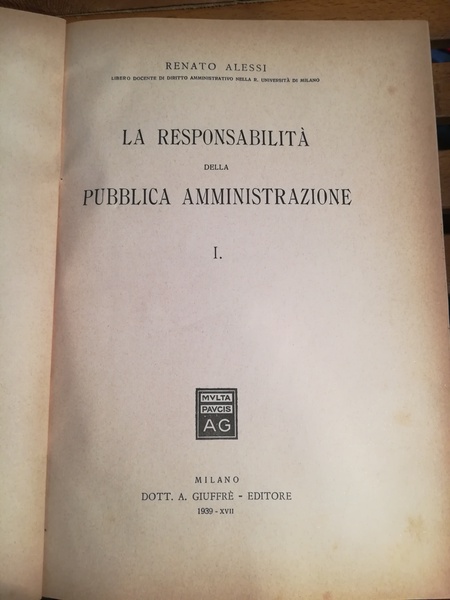 RENATO ALESSI
LIBERO DOCENTE DI DIRITTO AMMINISTRATIVO NELLA R. UNIVERSITÀ DI MILANO
LA RESPONSABILITÀ
DELLA
PUBBLICA AMMINISTRAZIONE
I.
MVLTA
PAVCIS
AG
MILANO
DOTT. A. GIUFFRÈ - EDITORE
1939 - XVII